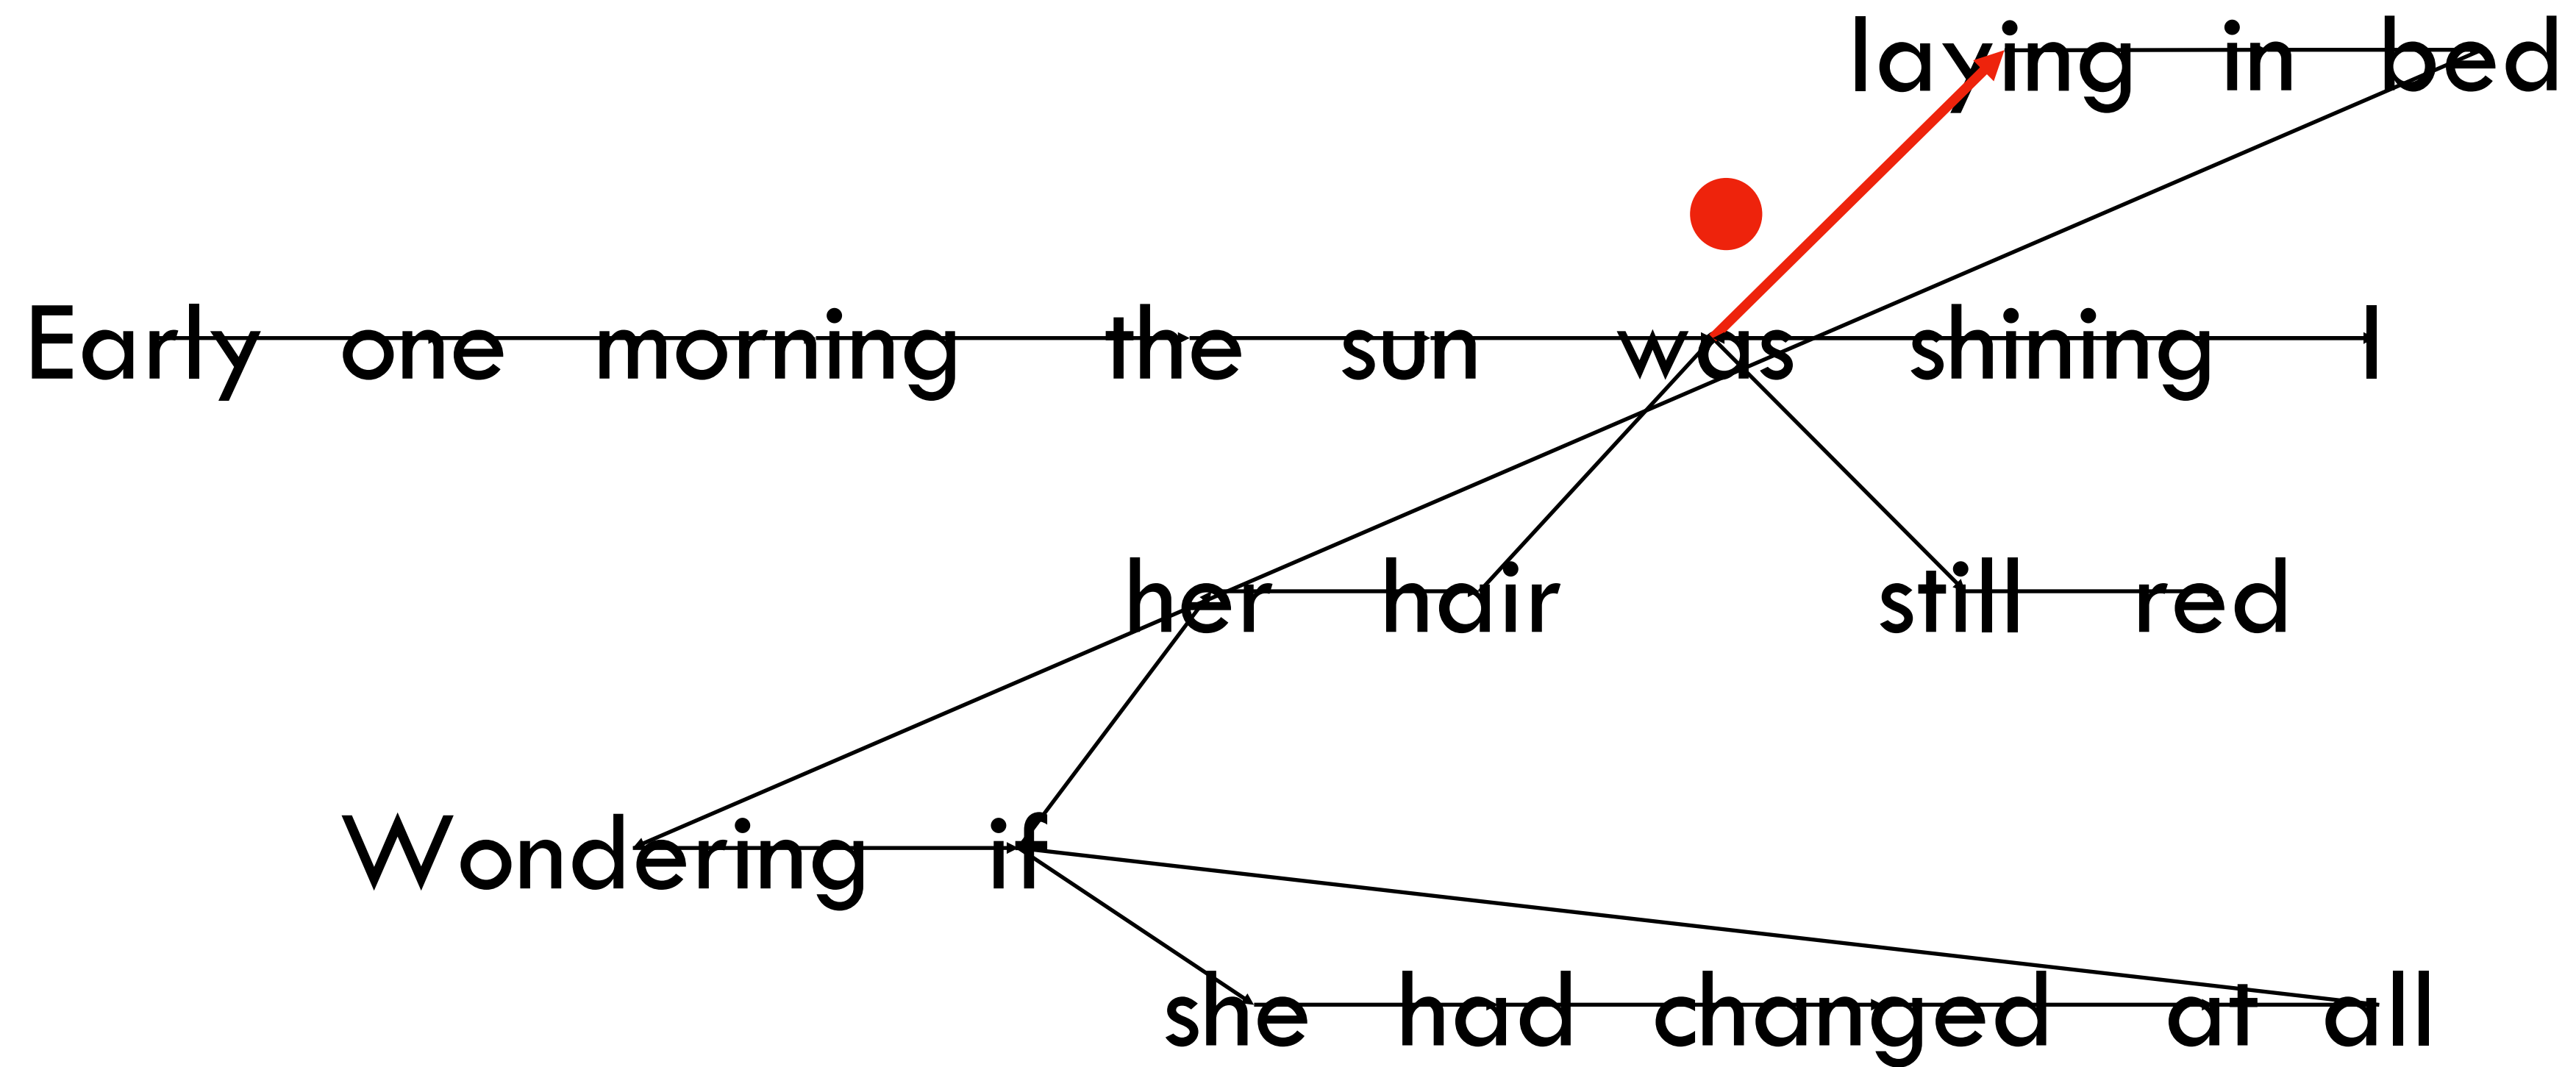 laying in bed
Early one morning the sun was shining I
her hair still red
Wondering if
she had changed at all